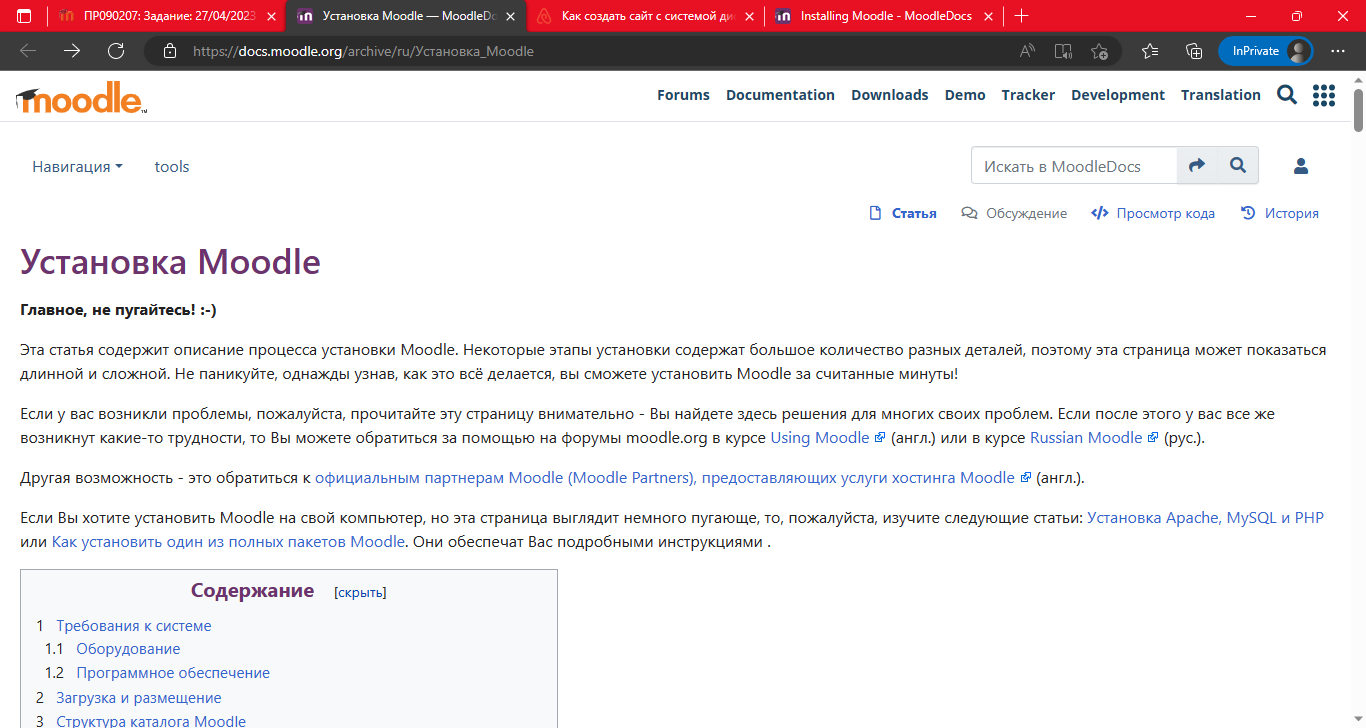 ПР090207: Задание: 27/04/2023
Установка Moodle — MoodleDo
Как создать сайт с системой ди
Installing Moodle - MoodleDocs
https://docs.moodle.org/archive/ru/Установка_Moodle
InPrivate
moodle™
Forums Documentation Downloads Demo Tracker Development Translation
Навигация tools
Искать в MoodleDocs
Статья Обсуждение Просмотр кода История
Установка Moodle
Главное, не пугайтесь! :-)
Эта статья содержит описание процесса установки Moodle. Некоторые этапы установки содержат большое количество разных деталей, поэтому эта страница может показаться
длинной и сложной. Не паникуйте, однажды узнав, как это всё делается, вы сможете установить Moodle за считанные минуты!
Если у вас возникли проблемы, пожалуйста, прочитайте эту страницу внимательно - Вы найдете здесь решения для многих своих проблем. Если после этого у вас все же
возникнут какие-то трудности, то Вы можете обратиться за помощью на форумы moodle.org в курсе Using Moodle (англ.) или в курсе Russian Moodle (рус.).
Другая возможность - это обратиться к официальным партнерам Moodle (Moodle Partners), предоставляющих услуги хостинга Moodle (англ.).
Если Вы хотите установить Moodle на свой компьютер, но эта страница выглядит немного пугающе, то, пожалуйста, изучите следующие статьи: Установка Apache, MySQL и PHP
или Как установить один из полных пакетов Moodle. Они обеспечат Вас подробными инструкциями .
Содержание [скрыть]
1 Требования к системе
1.1 Оборудование
1.2 Программное обеспечение
2 Загрузка и размещение
3 Структура каталога Moodle